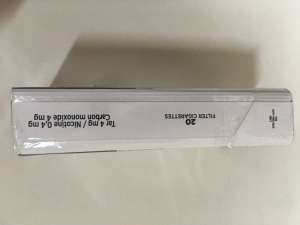 20
FILTER CIGARETTES
Tar 4 mg / Nicotine 0,4 mg
Carbon monoxide 4 mg